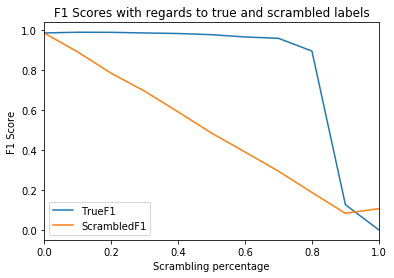 F1 Scores with regards to true and scrambled labels
1.0
0.8
0.6
0.4
0.2
0.0
F1 Score
TrueF1
ScrambledF1
0.0 0.2 0.4 0.6 0.8 1.0
Scrambling percentage